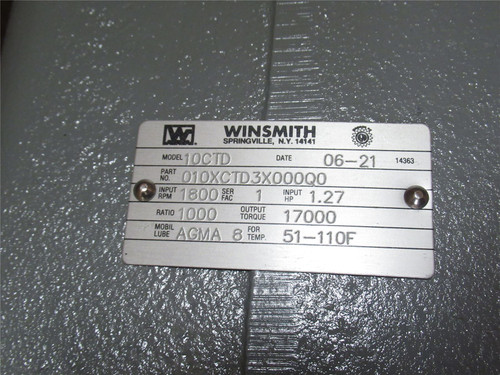 WINSMITH
SPRINGVILLE, N.Y. 14141
MODEL 10CTD DATE 06-21 14363
PART NO. 010XCTD3X000Q0
INPUT RPM 1800 SER FAC 1 INPUT HP 1.27
RATIO 1000 OUTPUT TORQUE 17000
MOBIL LUBE AGMA 8 FOR TEMP. 51-110F